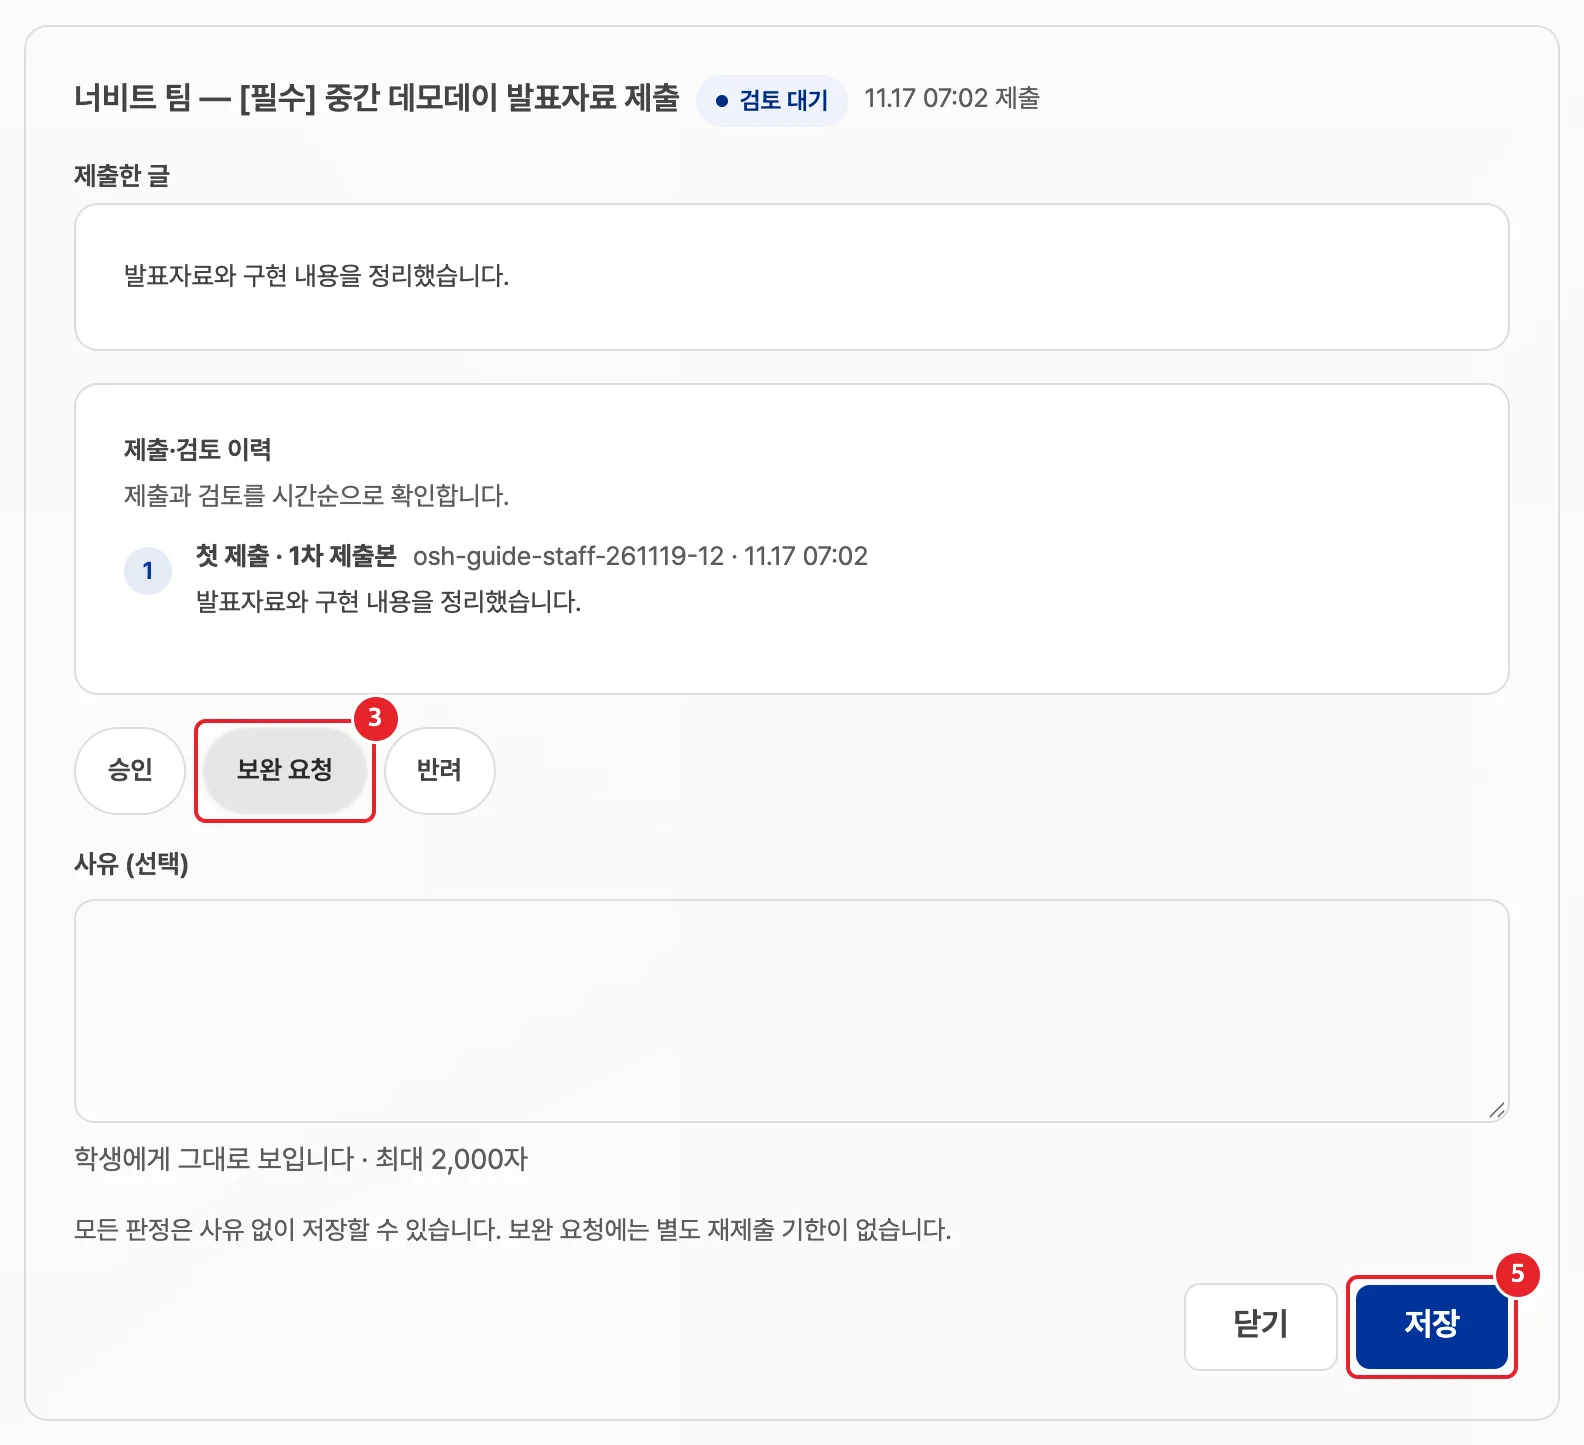 너비트 팀 — [필수] 중간 데모데이 발표자료 제출 검토 대기 11.17 07:02 제출
제출한 글
발표자료와 구현 내용을 정리했습니다.
제출·검토 이력
제출과 검토를 시간순으로 확인합니다.
1 첫 제출 · 1차 제출본 osh-guide-staff-261119-12 · 11.17 07:02
발표자료와 구현 내용을 정리했습니다.
승인 보완 요청 3 반려
사유 (선택)
학생에게 그대로 보입니다 · 최대 2,000자
모든 판정은 사유 없이 저장할 수 있습니다. 보완 요청에는 별도 재제출 기한이 없습니다.
닫기 저장 5